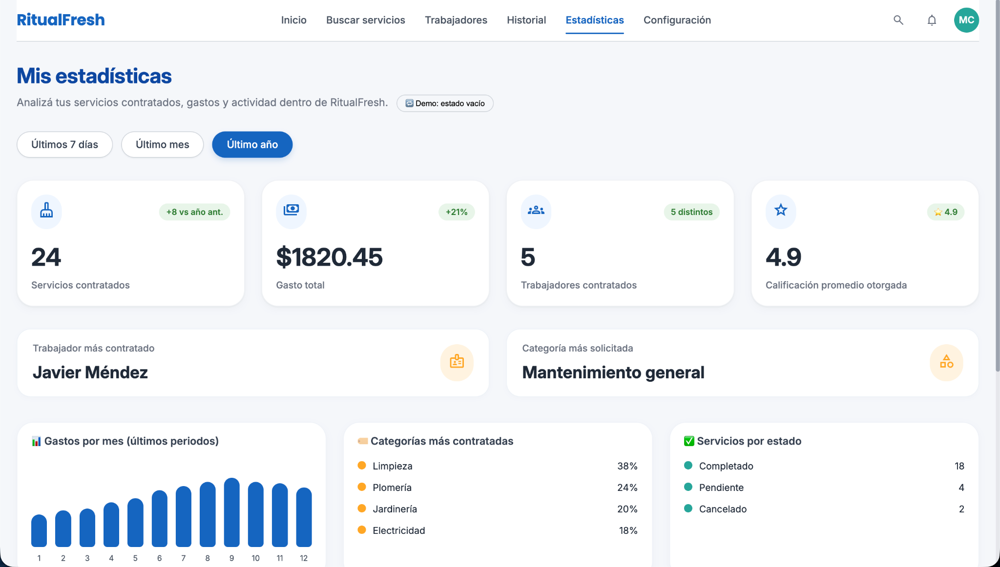 RitualFresh
Inicio
Buscar servicios
Trabajadores
Historial
Estadísticas
Configuración
MC
Mis estadísticas
Analizá tus servicios contratados, gastos y actividad dentro de RitualFresh.
Demo: estado vacío
Últimos 7 días
Último mes
Último año
+8 vs año ant.
24
Servicios contratados
+21%
$1820.45
Gasto total
5 distintos
5
Trabajadores contratados
4.9
4.9
Calificación promedio otorgada
Trabajador más contratado
Javier Méndez
Categoría más solicitada
Mantenimiento general
Gastos por mes (últimos periodos)
1 2 3 4 5 6 7 8 9 10 11 12
Categorías más contratadas
Limpieza 38%
Plomería 24%
Jardinería 20%
Electricidad 18%
Servicios por estado
Completado 18
Pendiente 4
Cancelado 2